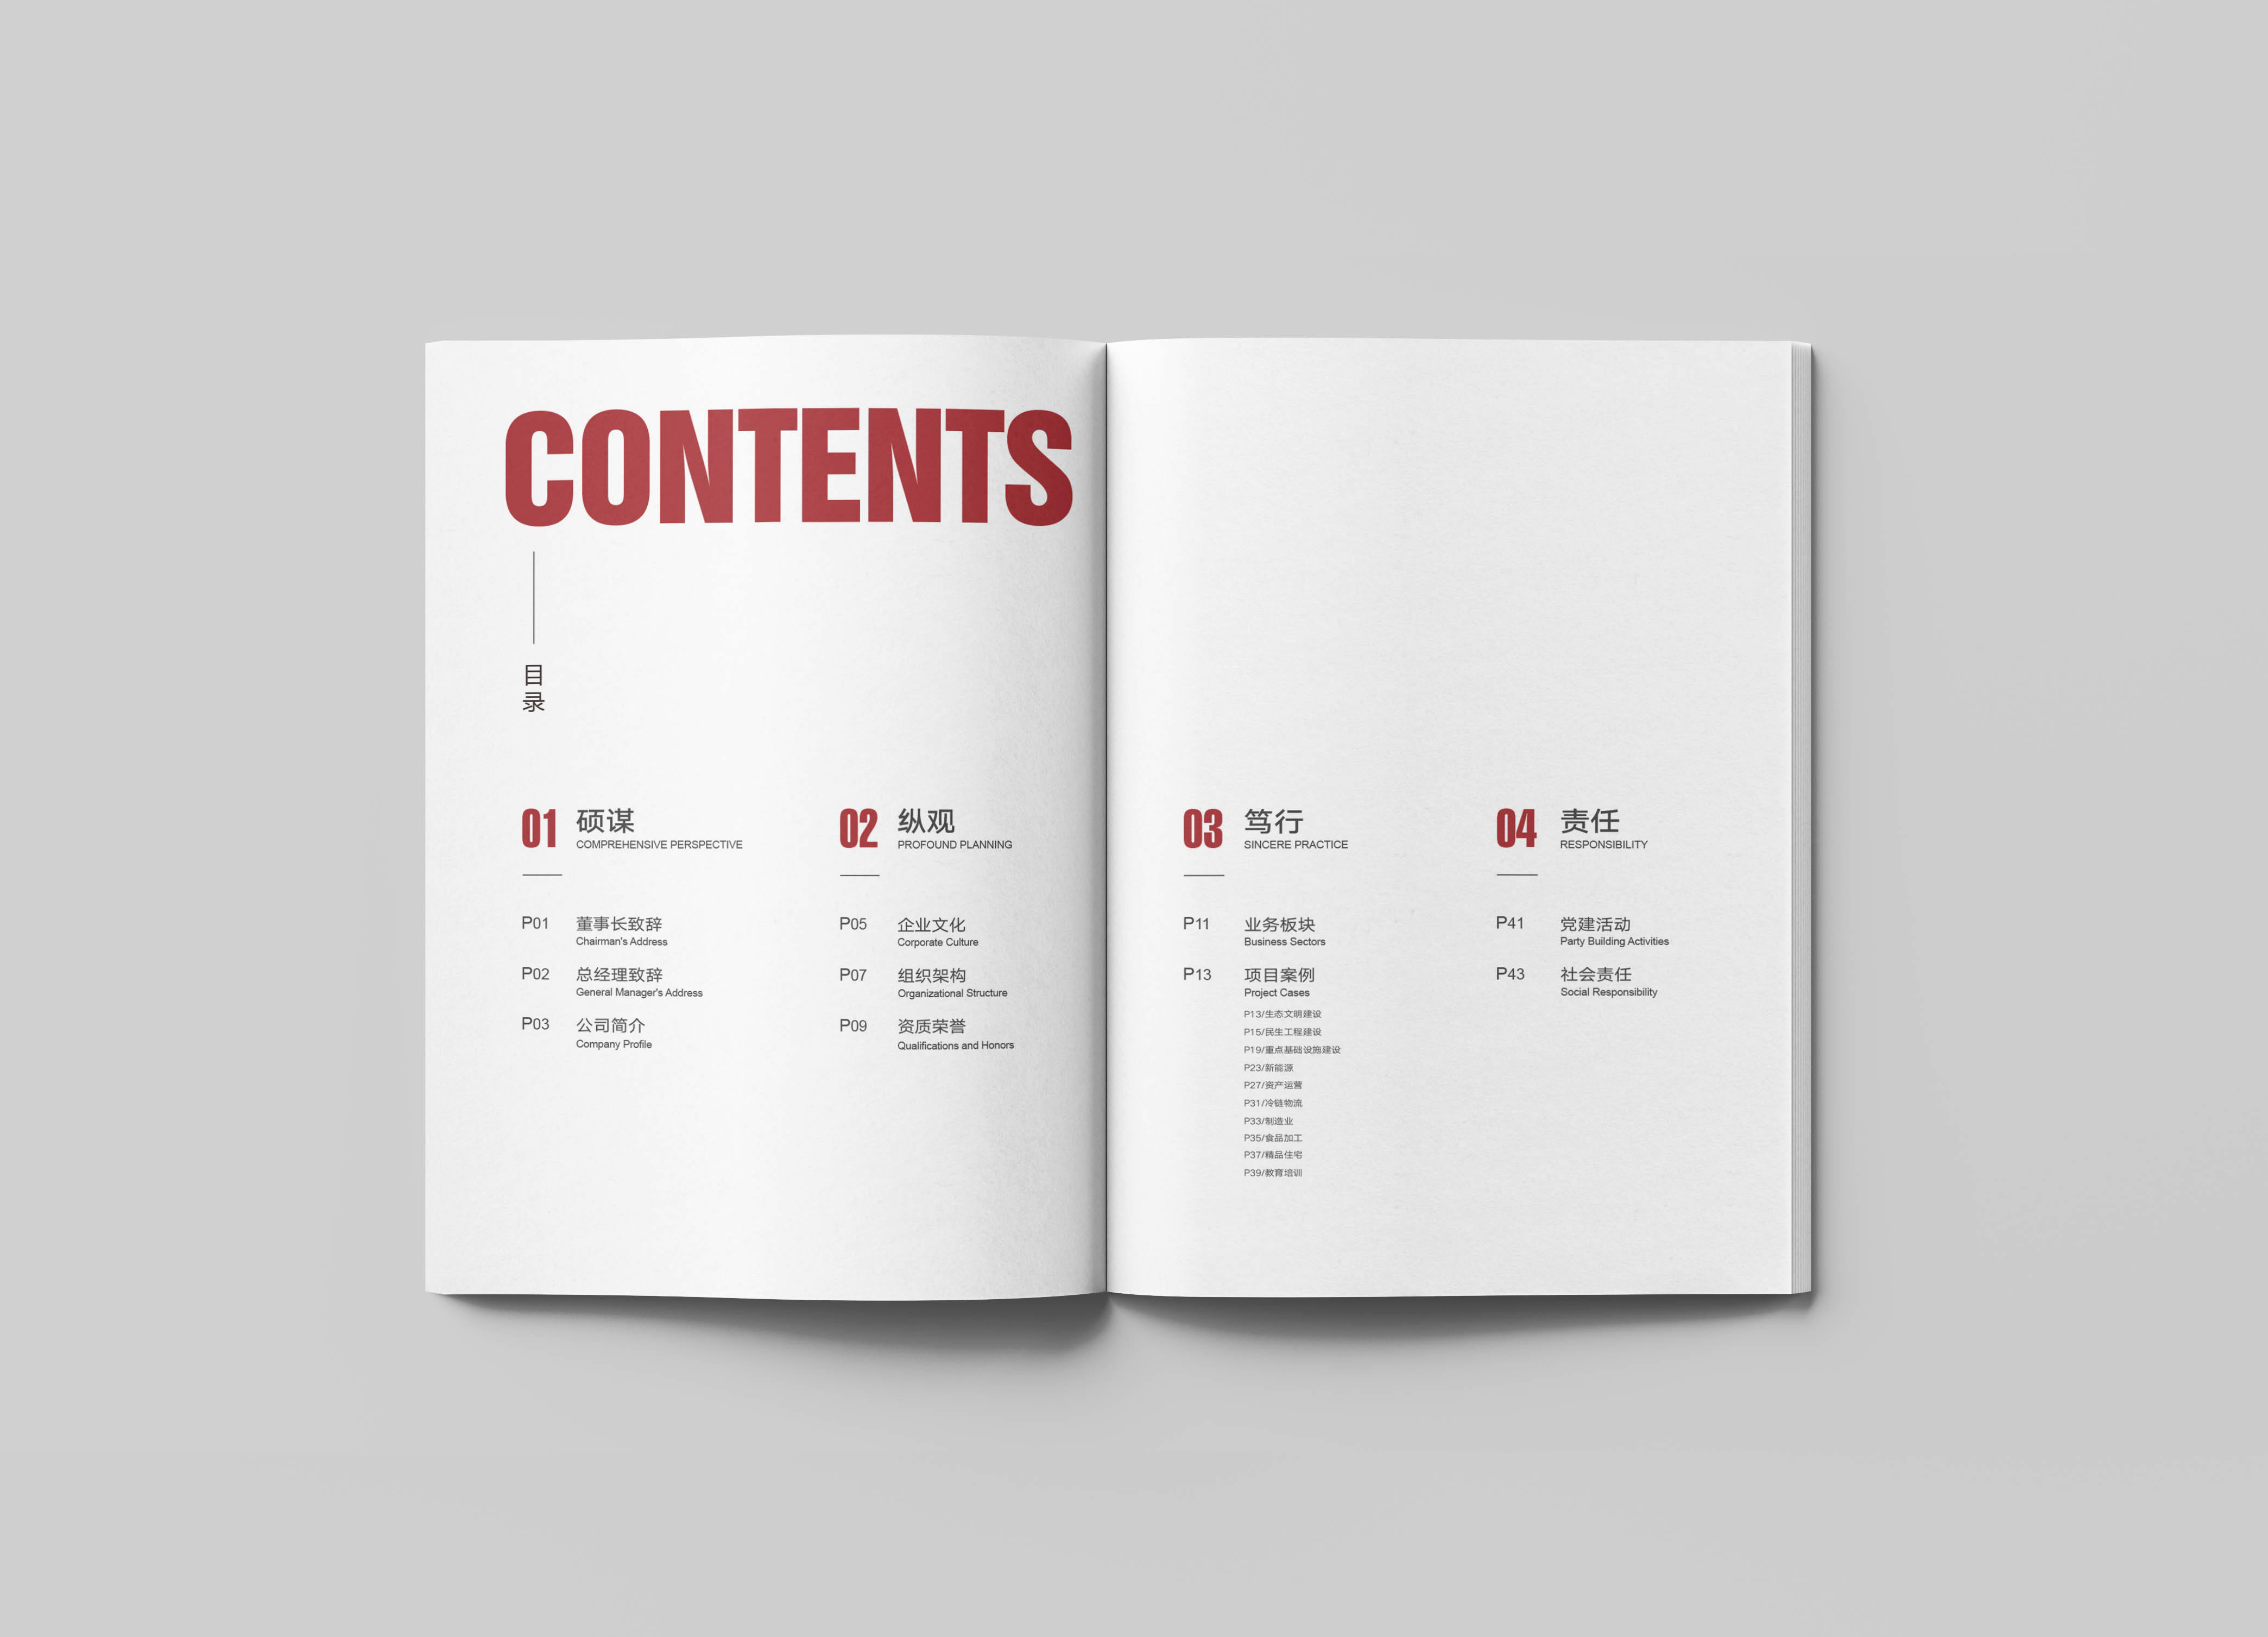 CONTENTS
目录
01 硕谋
COMPREHENSIVE PERSPECTIVE
P01 董事长致辞
Chairman's Address
P02 总经理致辞
General Manager's Address
P03 公司简介
Company Profile
02 纵观
PROFOUND PLANNING
P05 企业文化
Corporate Culture
P07 组织架构
Organizational Structure
P09 资质荣誉
Qualifications and Honors
03 笃行
SINCERE PRACTICE
P11 业务板块
Business Sectors
P13 项目案例
Project Cases
P13/生态文明建设
P15/民生工程建设
P19/重点基础设施建设
P23/新能源
P27/资产运营
P31/冷链物流
P33/制造业
P35/食品加工
P37/精品住宅
P39/教育培训
04 责任
RESPONSIBILITY
P41 党建活动
Party Building Activities
P43 社会责任
Social Responsibility